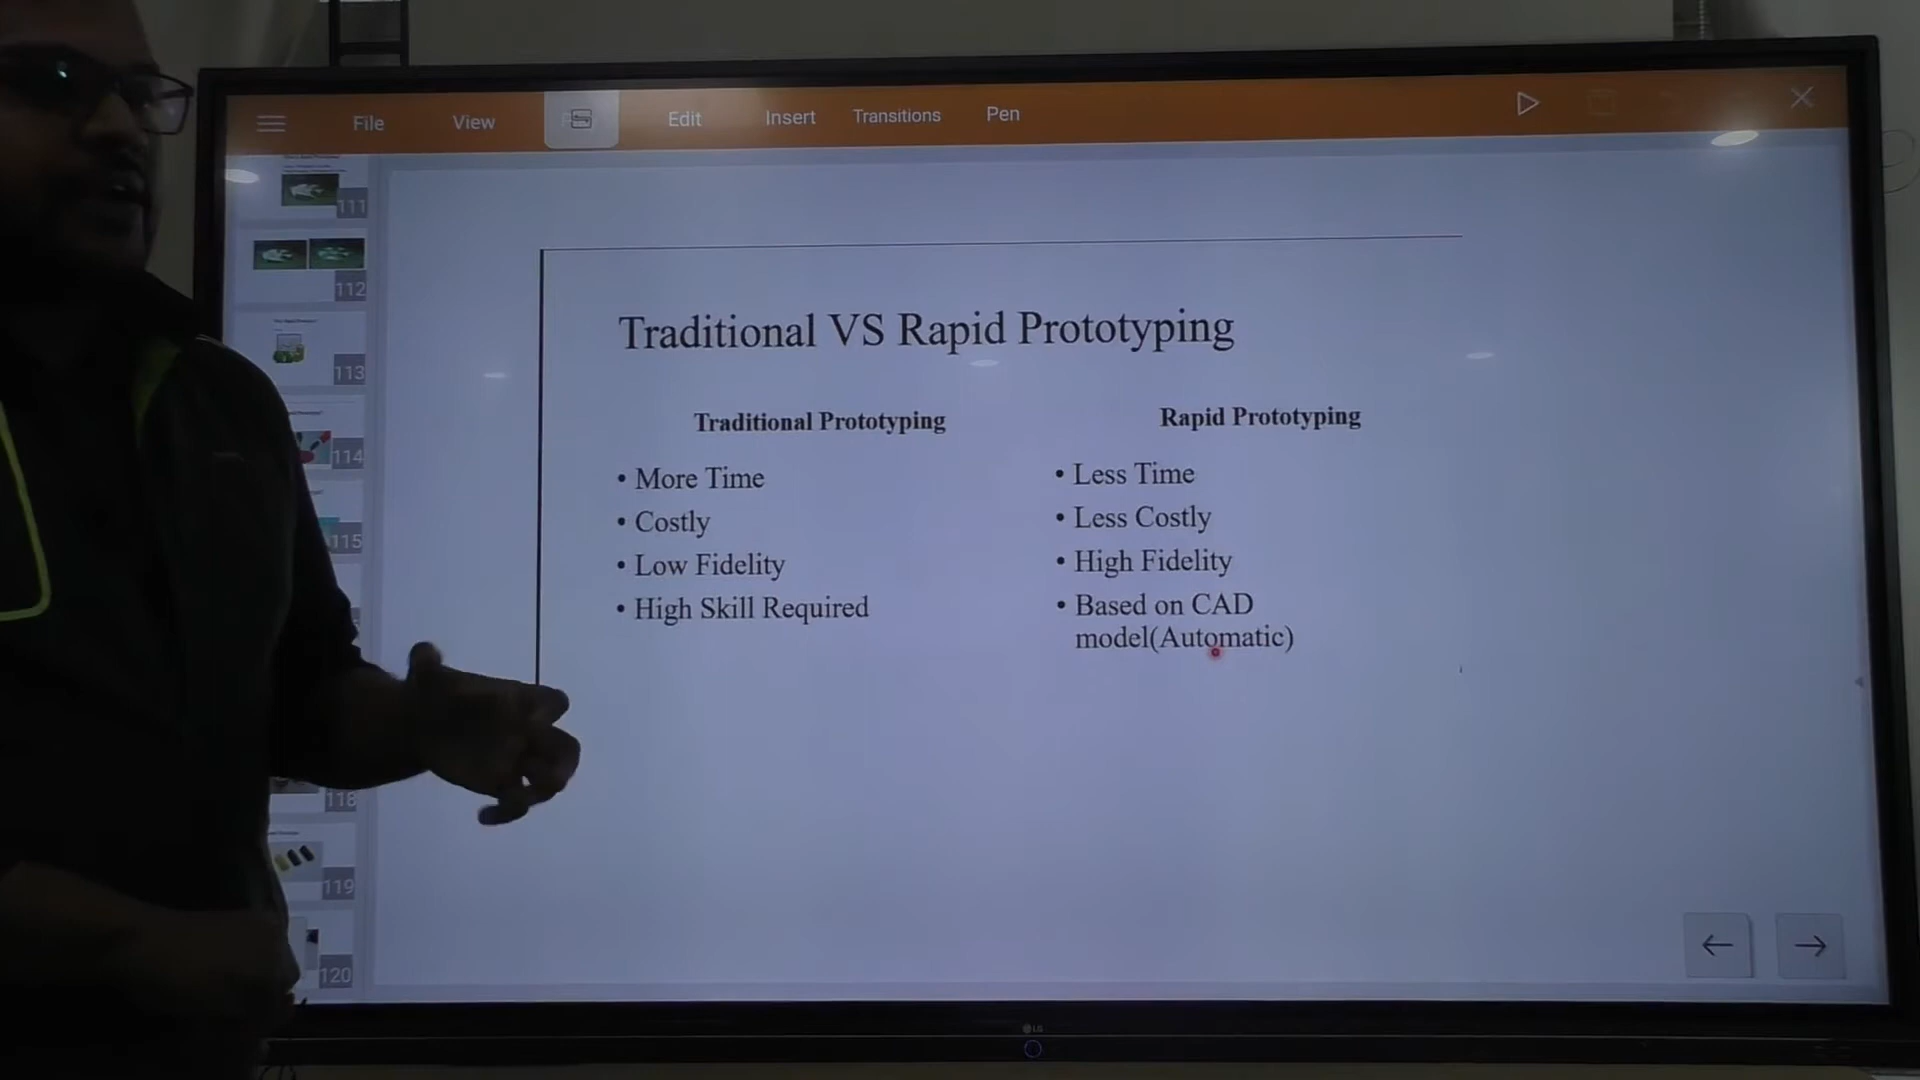 File View Edit Insert Transitions Pen
111
112
113
114
115
118
119
120
Traditional VS Rapid Prototyping
Traditional Prototyping
• More Time
• Costly
• Low Fidelity
• High Skill Required
Rapid Prototyping
• Less Time
• Less Costly
• High Fidelity
• Based on CAD
model(Automatic)
LG